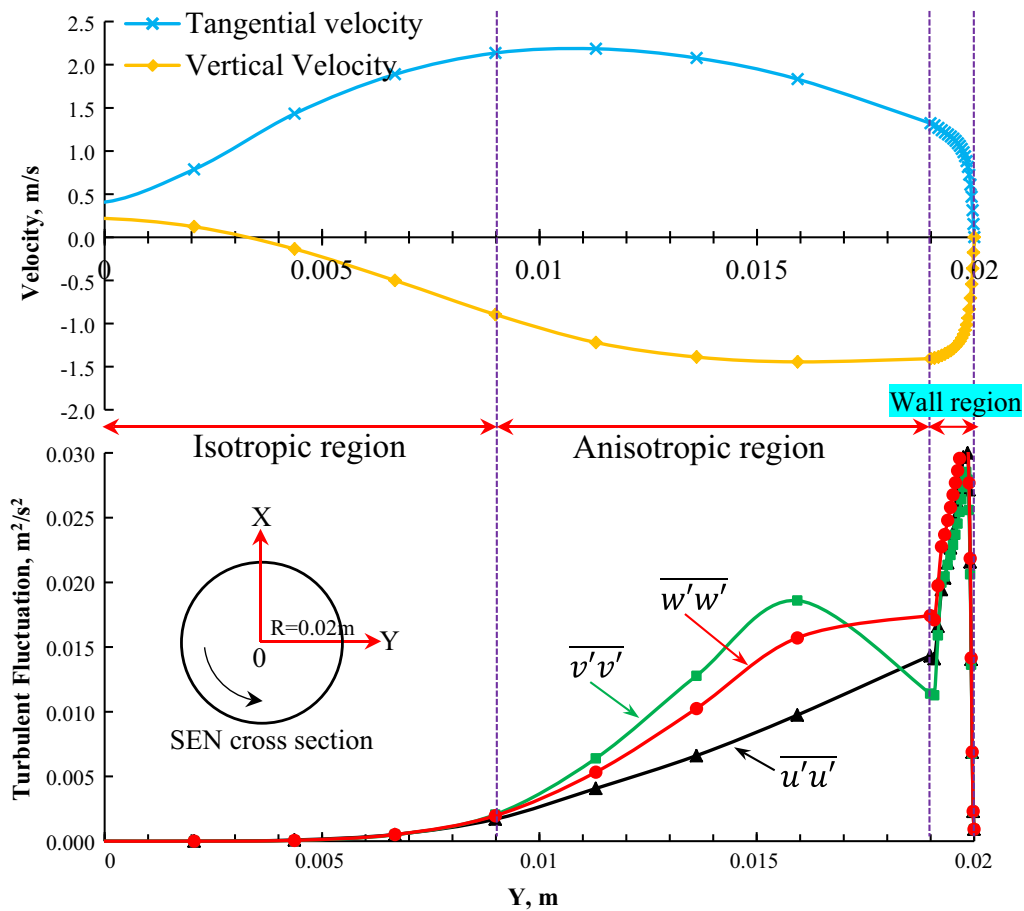 Tangential velocity
Vertical Velocity
Velocity, m/s
2.5
2.0
1.5
1.0
0.5
0.0
-0.5
-1.0
-1.5
-2.0
0
0.005
0.01
0.015
0.02
Wall region
Isotropic region
Anisotropic region
Turbulent Fluctuation, m²/s²
0.030
0.025
0.020
0.015
0.010
0.005
0.000
X
R=0.02m
Y
0
SEN cross section
w'w'
v'v'
u'u'
0
0.005
0.01
0.015
0.02
Y, m